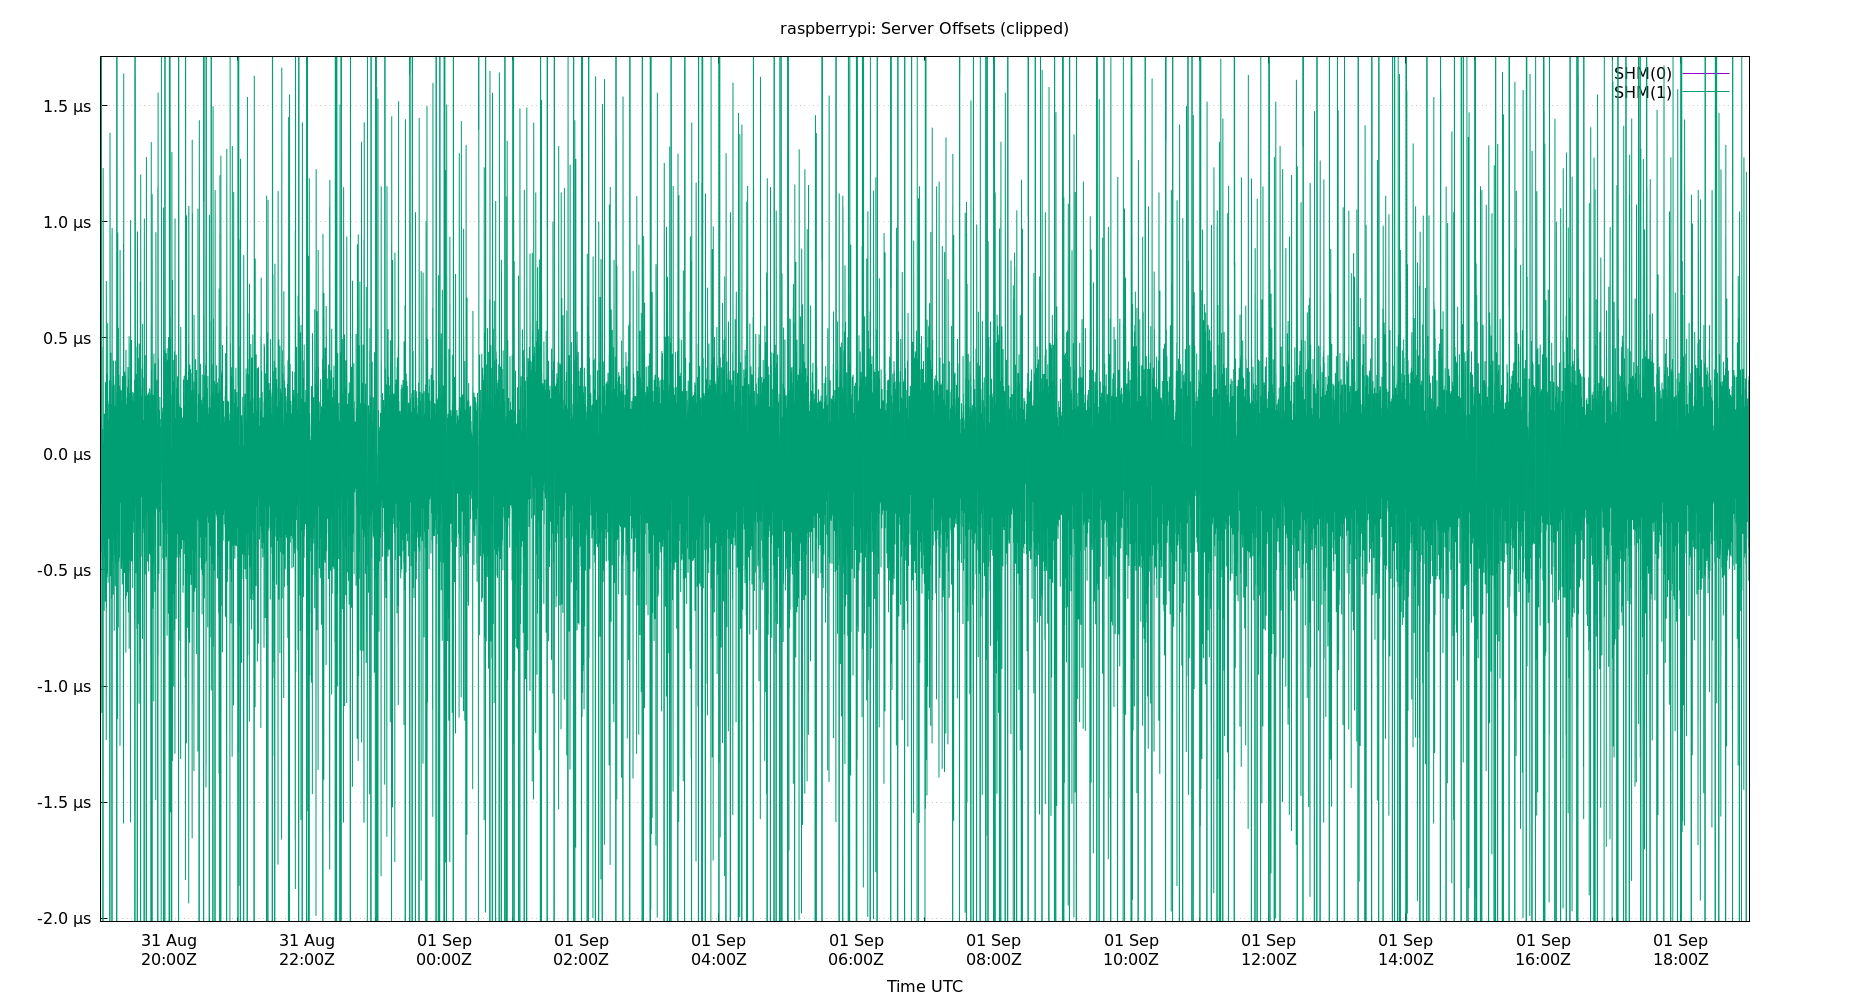 raspberrypi: Server Offsets (clipped)
SHM(0)
SHM(1)
1.5 µs
1.0 µs
0.5 µs
0.0 µs
-0.5 µs
-1.0 µs
-1.5 µs
-2.0 µs
31 Aug 31 Aug 01 Sep 01 Sep 01 Sep 01 Sep 01 Sep 01 Sep 01 Sep 01 Sep 01 Sep 01 Sep
20:00Z 22:00Z 00:00Z 02:00Z 04:00Z 06:00Z 08:00Z 10:00Z 12:00Z 14:00Z 16:00Z 18:00Z
Time UTC